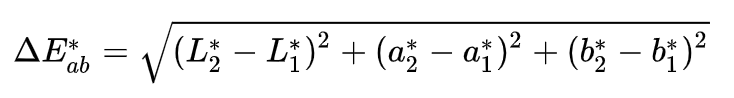 ΔE*ab = √(L*2 − L*1)² + (a*2 − a*1)² + (b*2 − b*1)²